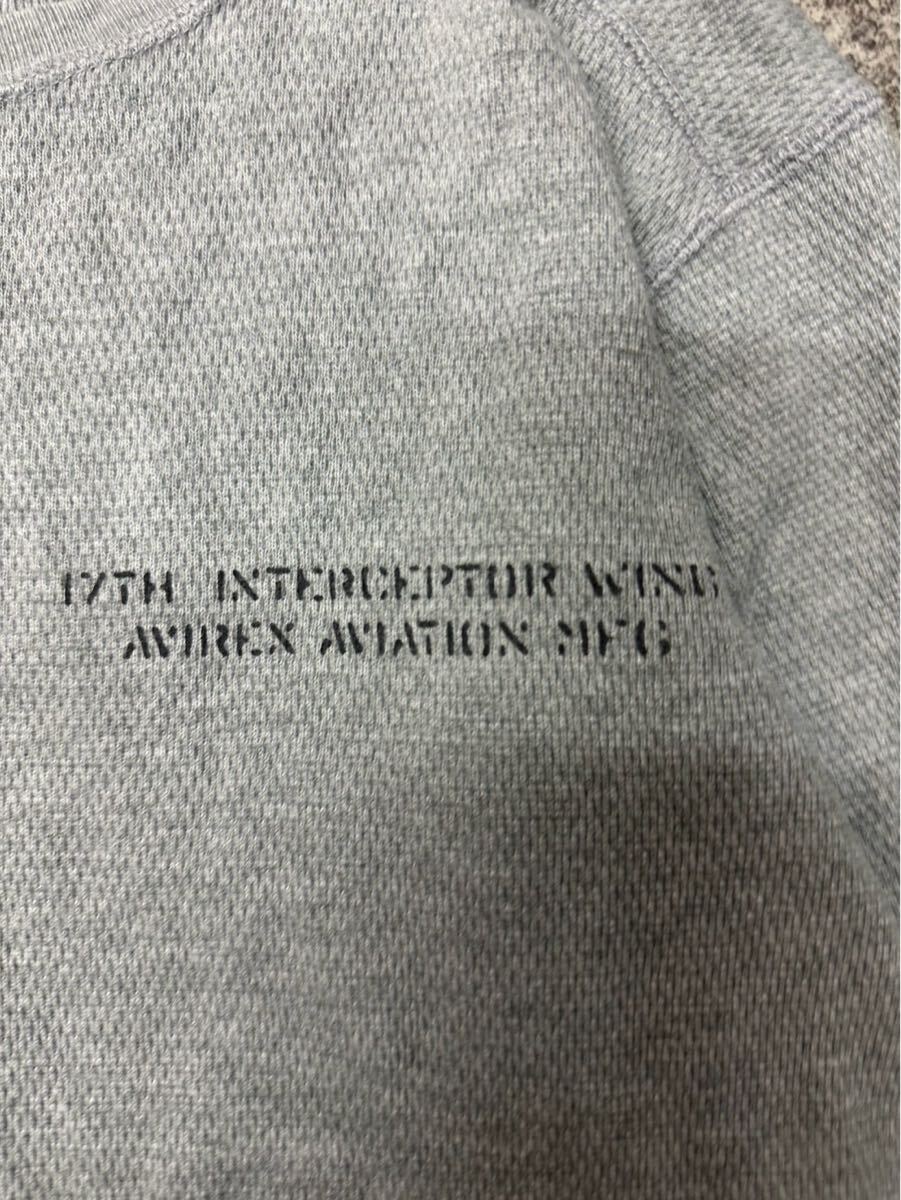 17TH INTERCEPTOR WING
AVIREX AVIATION MFG